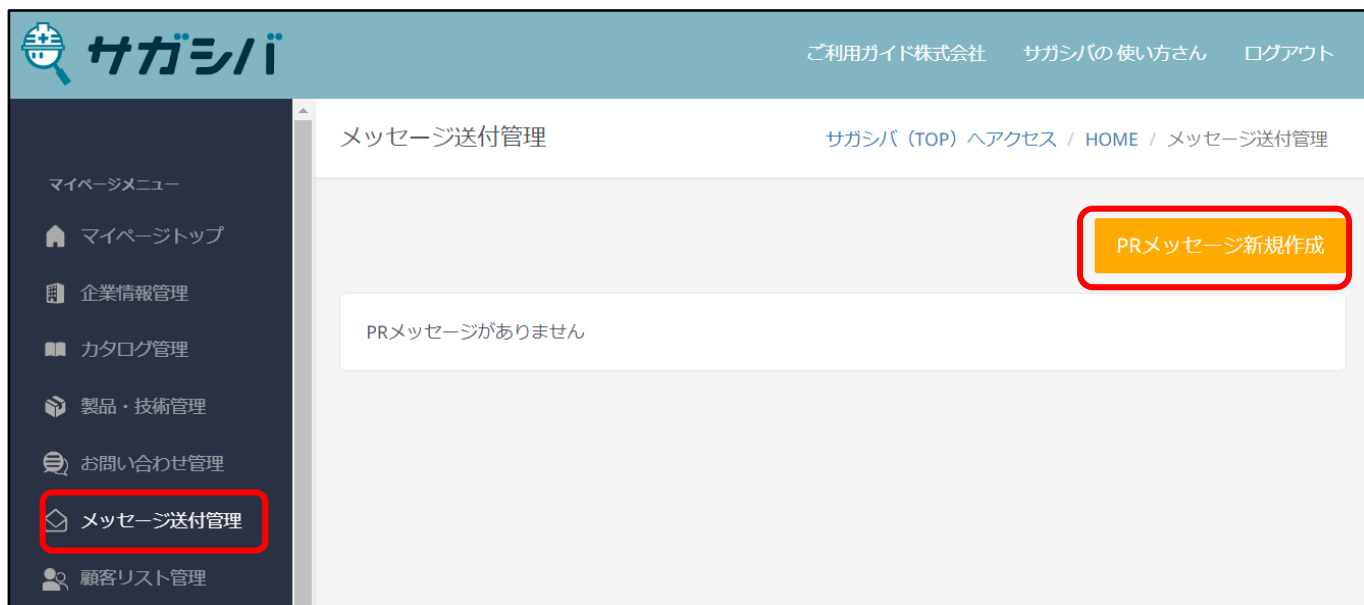 サガシバ
ご利用ガイド株式会社 サガシバの 使い方さん ログアウト
メッセージ送付管理
サガシバ（TOP）へアクセス / HOME / メッセージ送付管理
マイページメニュー
マイページトップ
企業情報管理
カタログ管理
製品・技術管理
お問い合わせ管理
メッセージ送付管理
顧客リスト管理
PRメッセージ新規作成
PRメッセージがありません